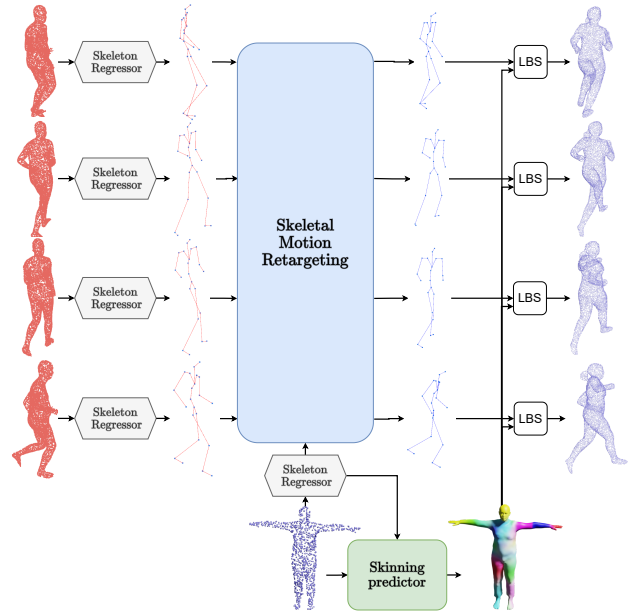 Skeleton
Regressor
LBS
Skeleton
Regressor
LBS
Skeletal
Motion
Retargeting
Skeleton
Regressor
LBS
Skeleton
Regressor
LBS
Skeleton
Regressor
Skinning
predictor